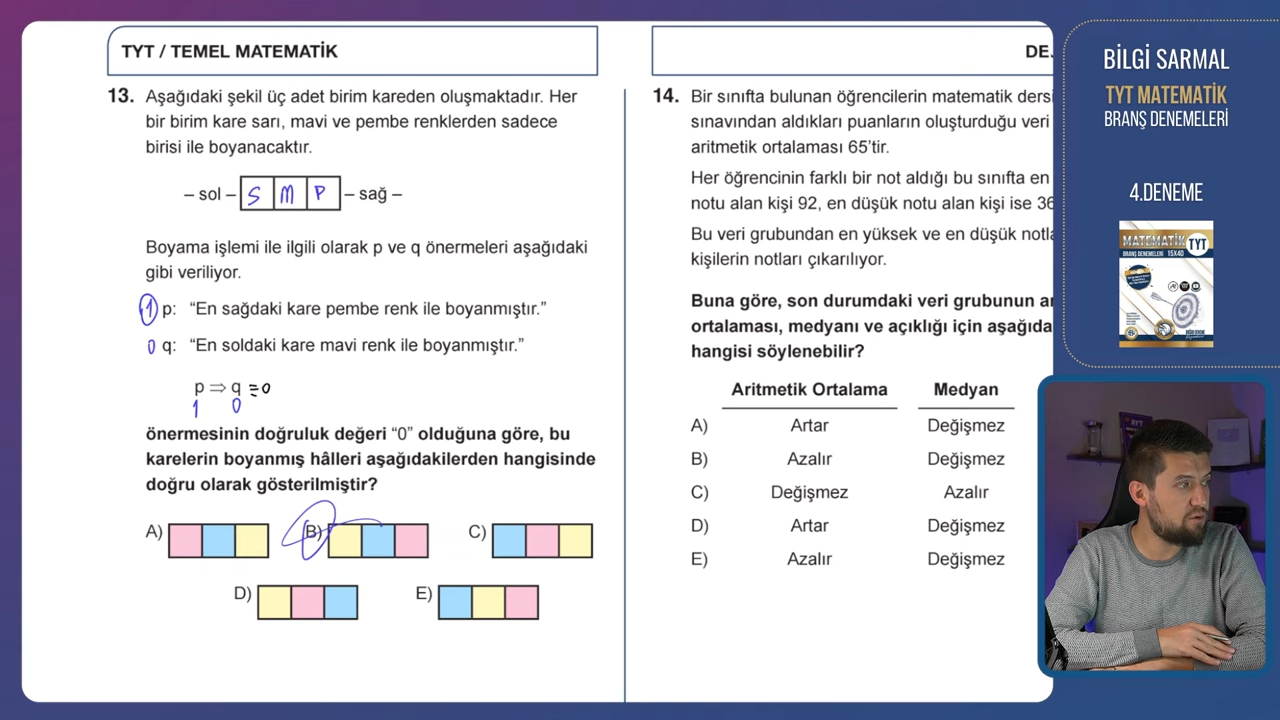 TYT / TEMEL MATEMATİK
13. Aşağıdaki şekil üç adet birim kareden oluşmaktadır. Her
bir birim kare sarı, mavi ve pembe renklerden sadece
birisi ile boyanacaktır.
– sol – S M P – sağ –
Boyama işlemi ile ilgili olarak p ve q önermeleri aşağıdaki
gibi veriliyor.
1 p: “En sağdaki kare pembe renk ile boyanmıştır.”
0 q: “En soldaki kare mavi renk ile boyanmıştır.”
p ⇒ q ≡ 0
1 0
önermesinin doğruluk değeri “0” olduğuna göre, bu
karelerin boyanmış hâlleri aşağıdakilerden hangisinde
doğru olarak gösterilmiştir?
A) B) C)
D) E)
DE
14. Bir sınıfta bulunan öğrencilerin matematik dersi
sınavından aldıkları puanların oluşturduğu veri
aritmetik ortalaması 65’tir.
Her öğrencinin farklı bir not aldığı bu sınıfta en
notu alan kişi 92, en düşük notu alan kişi ise 36
Bu veri grubundan en yüksek ve en düşük notla
kişilerin notları çıkarılıyor.
Buna göre, son durumdaki veri grubunun ar
ortalaması, medyanı ve açıklığı için aşağıda
hangisi söylenebilir?
Aritmetik Ortalama Medyan
A) Artar Değişmez
B) Azalır Değişmez
C) Değişmez Azalır
D) Artar Değişmez
E) Azalır Değişmez
BİLGİ SARMAL
TYT MATEMATİK
BRANŞ DENEMELERİ
4.DENEME
MATEMATİK TYT
BRANŞ DENEMELERİ 15X40